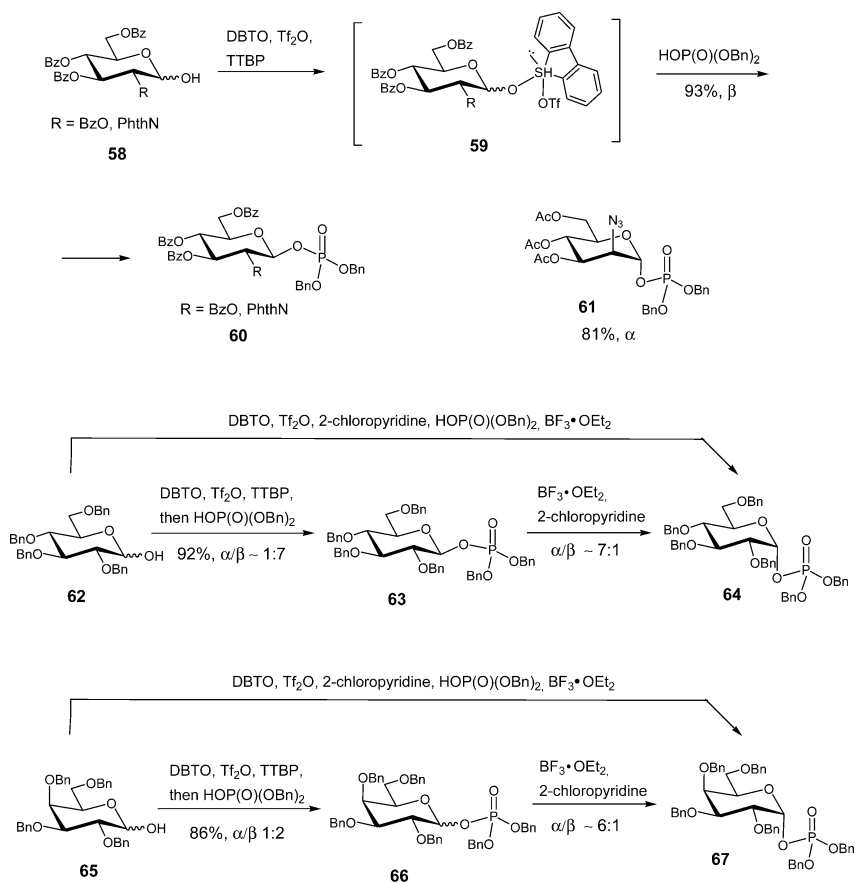 OBz
BzO
O
BzO
OH
R
R = BzO, PhthN
58
DBTO, Tf2O,
TTBP
OBz
BzO
O
BzO
R
O
SH
OTf
59
HOP(O)(OBn)2
93%, β
OBz
BzO
O
BzO
R
O
P
O
OBn
BnO
R = BzO, PhthN
60
AcO
N3
AcO
O
AcO
O
P
O
OBn
BnO
61
81%, α
DBTO, Tf2O, 2-chloropyridine, HOP(O)(OBn)2, BF3•OEt2
OBn
BnO
O
BnO
OH
OBn
62
DBTO, Tf2O, TTBP,
then HOP(O)(OBn)2
92%, α/β ~ 1:7
OBn
BnO
O
BnO
OBn
O
P
O
OBn
BnO
63
BF3•OEt2,
2-chloropyridine
α/β ~ 7:1
OBn
BnO
O
BnO
OBn
O
P
O
OBn
BnO
64
DBTO, Tf2O, 2-chloropyridine, HOP(O)(OBn)2, BF3•OEt2
OBn
OBn
O
BnO
OH
OBn
65
DBTO, Tf2O, TTBP,
then HOP(O)(OBn)2
86%, α/β 1:2
OBn
OBn
O
BnO
OBn
O
P
O
OBn
BnO
66
BF3•OEt2,
2-chloropyridine
α/β ~ 6:1
OBn
OBn
O
BnO
OBn
O
P
O
OBn
BnO
67